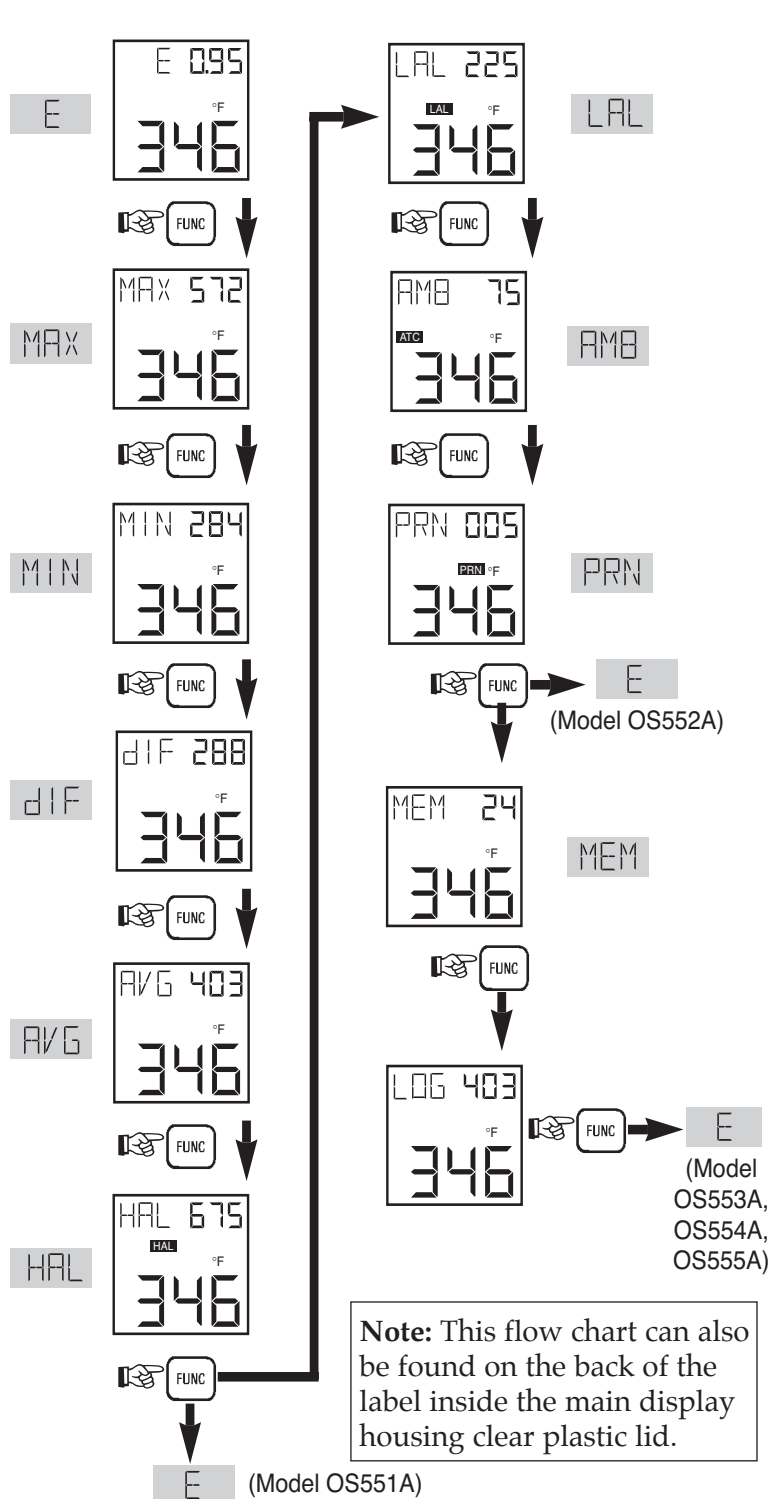 E 0.95
°F
346
E
FUNC
MAX 572
°F
346
MAX
FUNC
MIN 284
°F
346
MIN
FUNC
dIF 288
°F
346
dIF
FUNC
AVG 403
°F
346
AVG
FUNC
HAL 675
HAL
°F
346
HAL
FUNC
E (Model OS551A)
LAL 225
LAL °F
346
LAL
FUNC
AMB 75
ATC °F
346
AMB
FUNC
PRN 005
PRN °F
346
PRN
FUNC
E
(Model OS552A)
MEM 24
°F
346
MEM
FUNC
LOG 403
°F
346
FUNC
E
(Model
OS553A,
OS554A,
OS555A)
Note: This flow chart can also
be found on the back of the
label inside the main display
housing clear plastic lid.